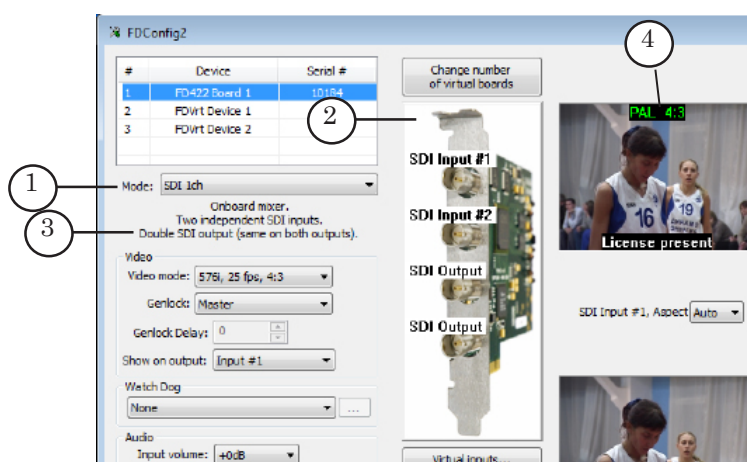 FDConfig2
4
# Device Serial #
1 FD422 Board 1 10184
2 FDVrt Device 1
3 FDVrt Device 2
Change number
of virtual boards
2
PAL 4:3
1
Mode: SDI 1ch
Onboard mixer.
Two independent SDI inputs.
3
Double SDI output (same on both outputs).
SDI Input #1
SDI Input #2
SDI Output
SDI Output
16
19
License present
Video
Video mode: 576i, 25 fps, 4:3
Genlock: Master
Genlock Delay: 0
Show on output: Input #1
SDI Input #1, Aspect Auto
Watch Dog
None ...
Audio
Input volume: +0dB
Virtual inputs...